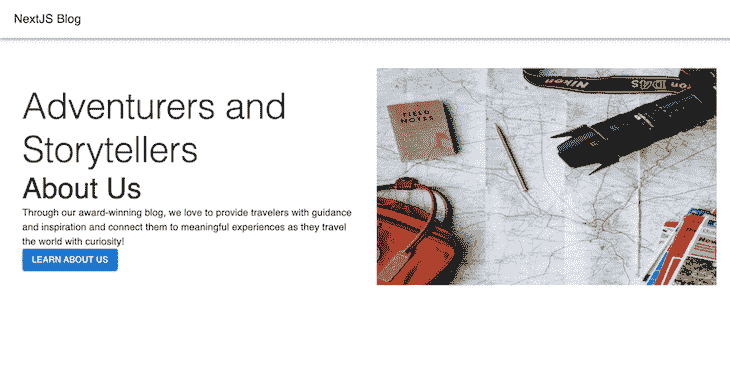 NextJS Blog
Adventurers and
Storytellers
About Us
Through our award-winning blog, we love to provide travelers with guidance
and inspiration and connect them to meaningful experiences as they travel
the world with curiosity!
LEARN ABOUT US
FIELD
NOTES
Nikon D4S